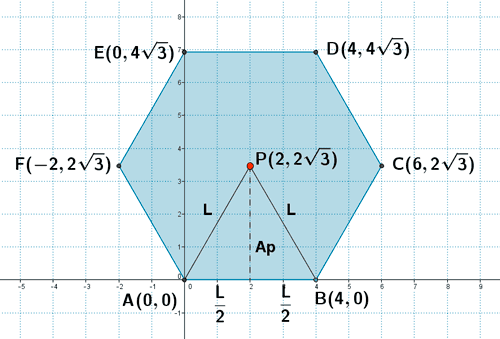 8
E(0, 4√3)
D(4, 4√3)
7
6
5
4
F(−2, 2√3)
P(2, 2√3)
C(6, 2√3)
3
L
L
2
1
Ap
0
-5 -4 -3 -2 -1 0 1 2 3 4 5 6 7 8 9
A(0, 0)
L/2
L/2
B(4, 0)
-1